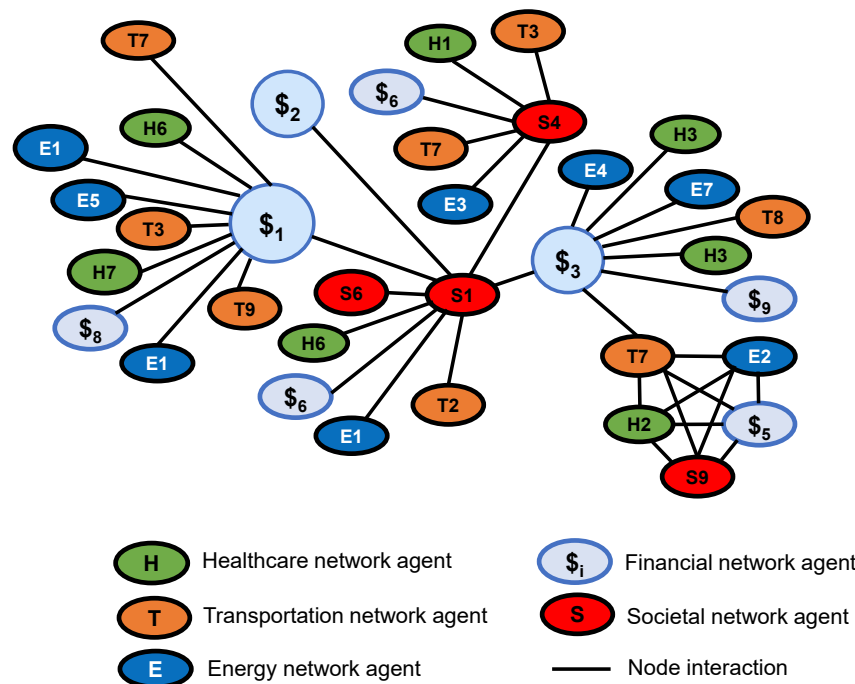 T7
H1
T3
$2
$6
S4
H6
E1
T7
H3
E4
E5
E3
E7
T3
$1
T8
H7
$3
H3
S6
S1
$9
T9
$8
H6
E1
T7
E2
$6
T2
H2
$5
E1
S9
H Healthcare network agent
$i Financial network agent
T Transportation network agent
S Societal network agent
E Energy network agent
Node interaction